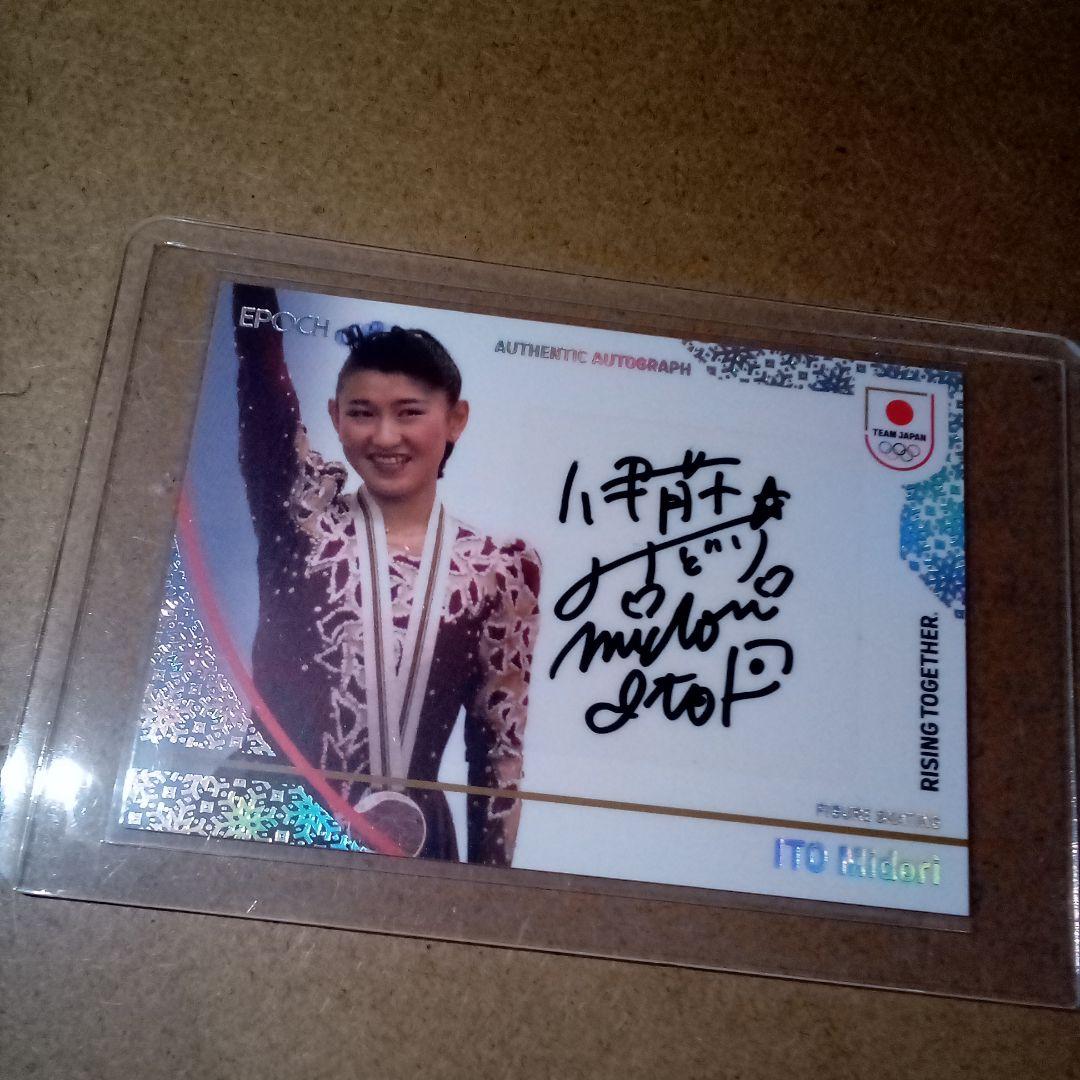 EPOCH
AUTHENTIC AUTOGRAPH
TEAM JAPAN
伊藤
みどり
midori
Ito
RISING TOGETHER.
FIGURE SKATING
ITO Midori